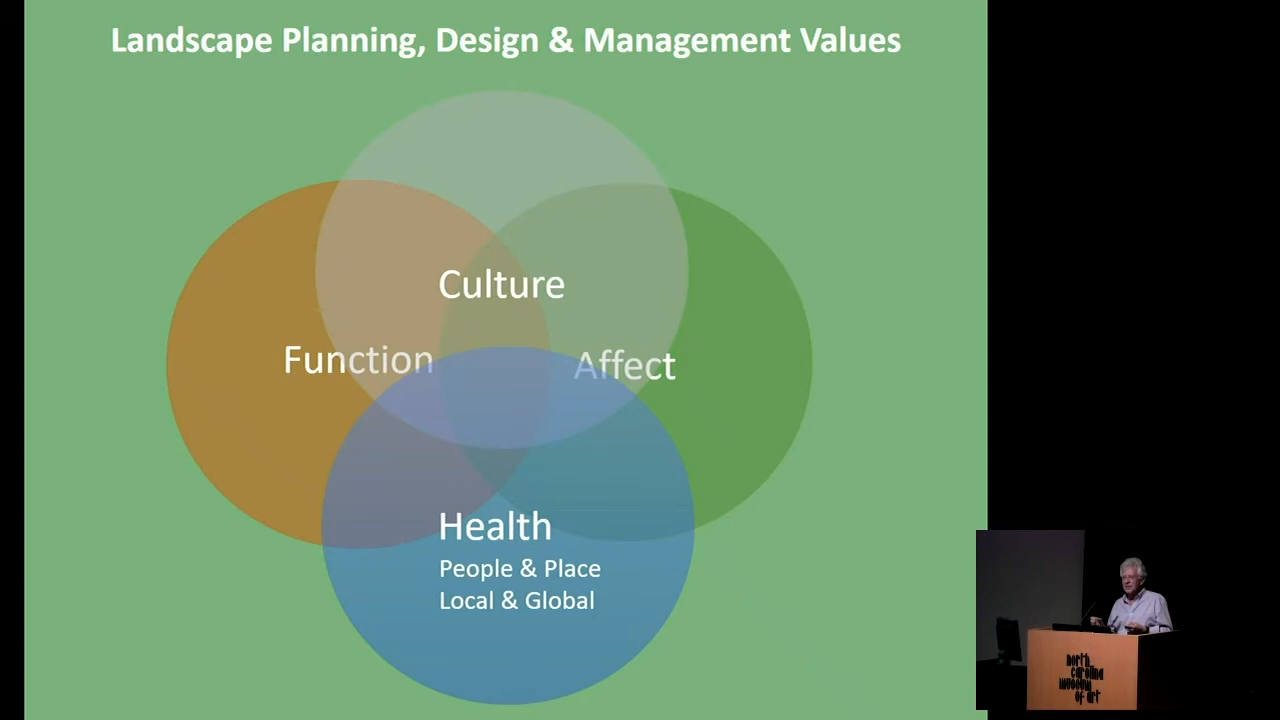 Landscape Planning, Design & Management Values
Culture
Function
Affect
Health
People & Place
Local & Global
north
carolina
museum
of art